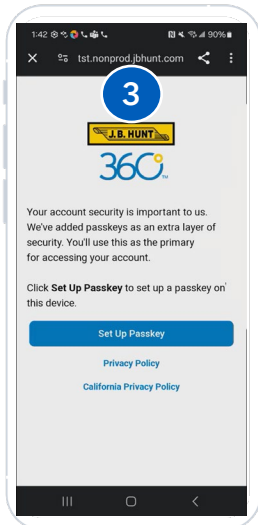 1:42
90%
tst.nonprod.jbhunt.com
3
J.B. HUNT
360
TM
Your account security is important to us.
We've added passkeys as an extra layer of
security. You'll use this as the primary
for accessing your account.
Click Set Up Passkey to set up a passkey on
this device.
Set Up Passkey
Privacy Policy
California Privacy Policy